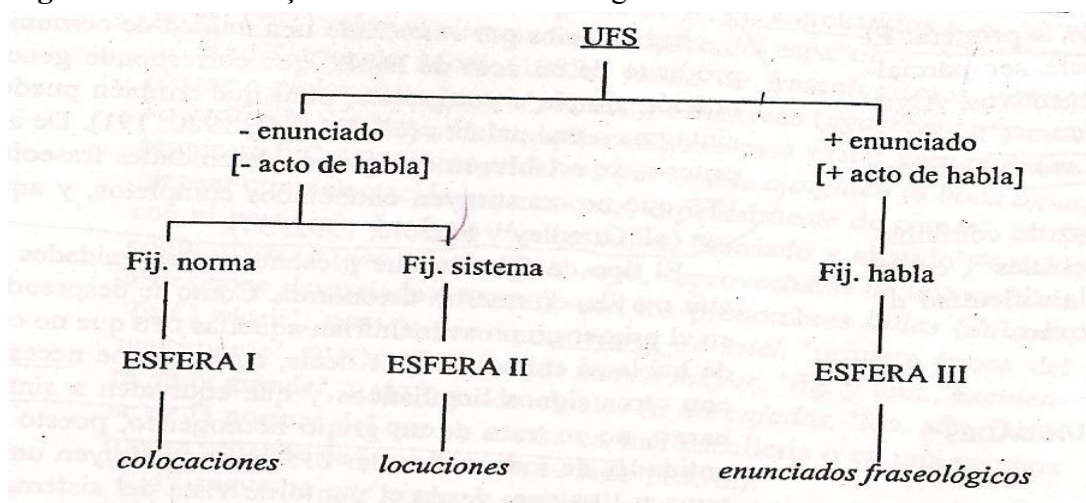 UFS
- enunciado + enunciado
[- acto de habla] [+ acto de habla]
Fij. norma Fij. sistema Fij. habla
ESFERA I ESFERA II ESFERA III
colocaciones locuciones enunciados fraseológicos